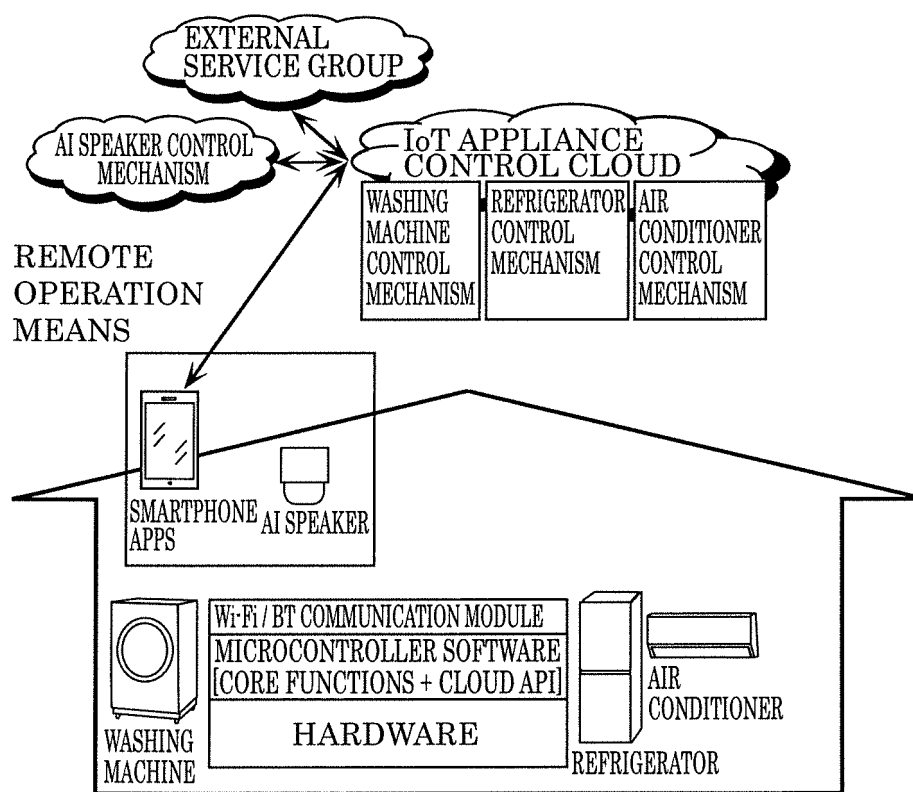 EXTERNAL
SERVICE GROUP
AI SPEAKER CONTROL
MECHANISM
IoT APPLIANCE
CONTROL CLOUD
WASHING
MACHINE
CONTROL
MECHANISM
REFRIGERATOR
CONTROL
MECHANISM
AIR
CONDITIONER
CONTROL
MECHANISM
REMOTE
OPERATION
MEANS
SMARTPHONE
APPS
AI SPEAKER
Wi-Fi / BT COMMUNICATION MODULE
MICROCONTROLLER SOFTWARE
[CORE FUNCTIONS + CLOUD API]
HARDWARE
WASHING
MACHINE
REFRIGERATOR
AIR
CONDITIONER